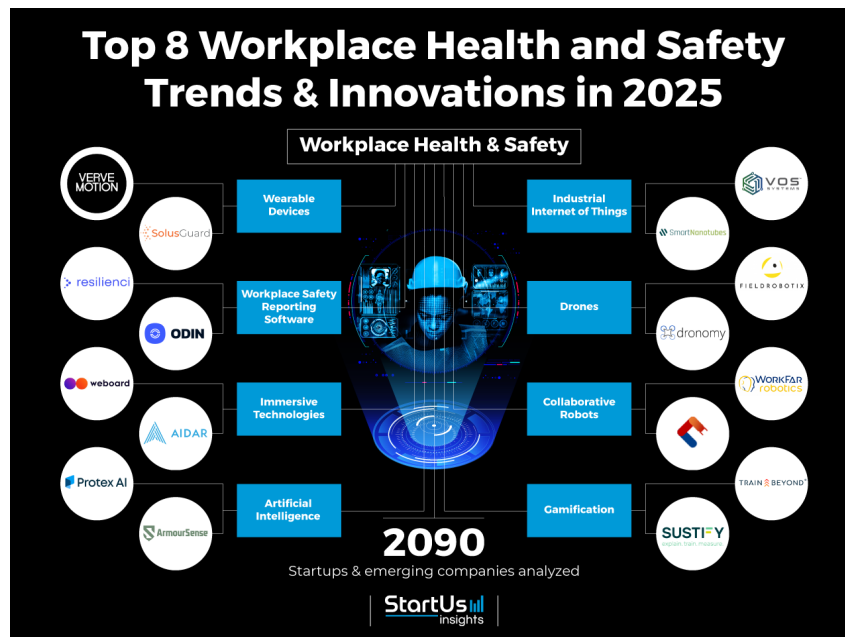 Top 8 Workplace Health and Safety
Trends & Innovations in 2025
Workplace Health & Safety
VERVE
MOTION
Wearable
Devices
SolusGuard
Industrial
Internet of Things
VOS
SYSTEMS
SmartNanotubes
resilienci
Workplace Safety
Reporting
Software
ODIN
Drones
FIELDROBOTIX
dronomy
weboard
Immersive
Technologies
AIDAR
Collaborative
Robots
WORKFAR
robotics
Protex AI
Artificial
Intelligence
ArmourSense
Gamification
TRAIN BEYOND
SUSTIFY
explain.train.measure.
2090
Startups & emerging companies analyzed
StartUs
insights